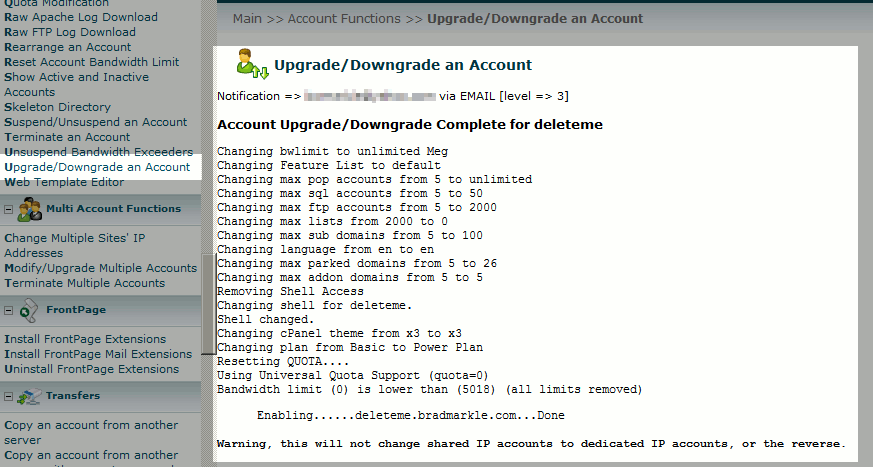 Quota Modification
Raw Apache Log Download
Raw FTP Log Download
Rearrange an Account
Reset Account Bandwidth Limit
Show Active and Inactive
Accounts
Skeleton Directory
Suspend/Unsuspend an Account
Terminate an Account
Unsuspend Bandwidth Exceeders
Upgrade/Downgrade an Account
Web Template Editor
Multi Account Functions
Change Multiple Sites' IP
Addresses
Modify/Upgrade Multiple Accounts
Terminate Multiple Accounts
FrontPage
Install FrontPage Extensions
Install FrontPage Mail Extensions
Uninstall FrontPage Extensions
Transfers
Copy an account from another
server
Copy an account from another
Main >> Account Functions >> Upgrade/Downgrade an Account
Upgrade/Downgrade an Account
Notification => via EMAIL [level => 3]
Account Upgrade/Downgrade Complete for deleteme
Changing bwlimit to unlimited Meg
Changing Feature List to default
Changing max pop accounts from 5 to unlimited
Changing max sql accounts from 5 to 50
Changing max ftp accounts from 5 to 2000
Changing max lists from 2000 to 0
Changing max sub domains from 5 to 100
Changing language from en to en
Changing max parked domains from 5 to 26
Changing max addon domains from 5 to 5
Removing Shell Access
Changing shell for deleteme.
Shell changed.
Changing cPanel theme from x3 to x3
Changing plan from Basic to Power Plan
Resetting QUOTA....
Using Universal Quota Support (quota=0)
Bandwidth limit (0) is lower than (5018) (all limits removed)
Enabling......deleteme.bradmarkle.com...Done
Warning, this will not change shared IP accounts to dedicated IP accounts, or the reverse.